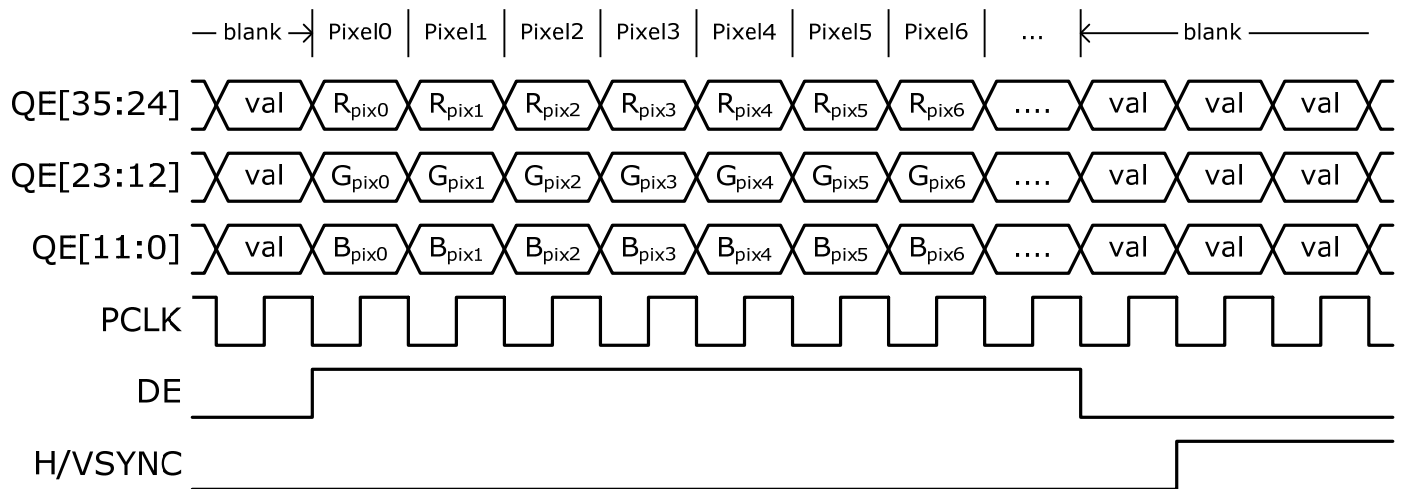 blank Pixel0 Pixel1 Pixel2 Pixel3 Pixel4 Pixel5 Pixel6 ... blank
QE[35:24] val Rpix0 Rpix1 Rpix2 Rpix3 Rpix4 Rpix5 Rpix6 .... val val val
QE[23:12] val Gpix0 Gpix1 Gpix2 Gpix3 Gpix4 Gpix5 Gpix6 .... val val val
QE[11:0] val Bpix0 Bpix1 Bpix2 Bpix3 Bpix4 Bpix5 Bpix6 .... val val val
PCLK
DE
H/VSYNC